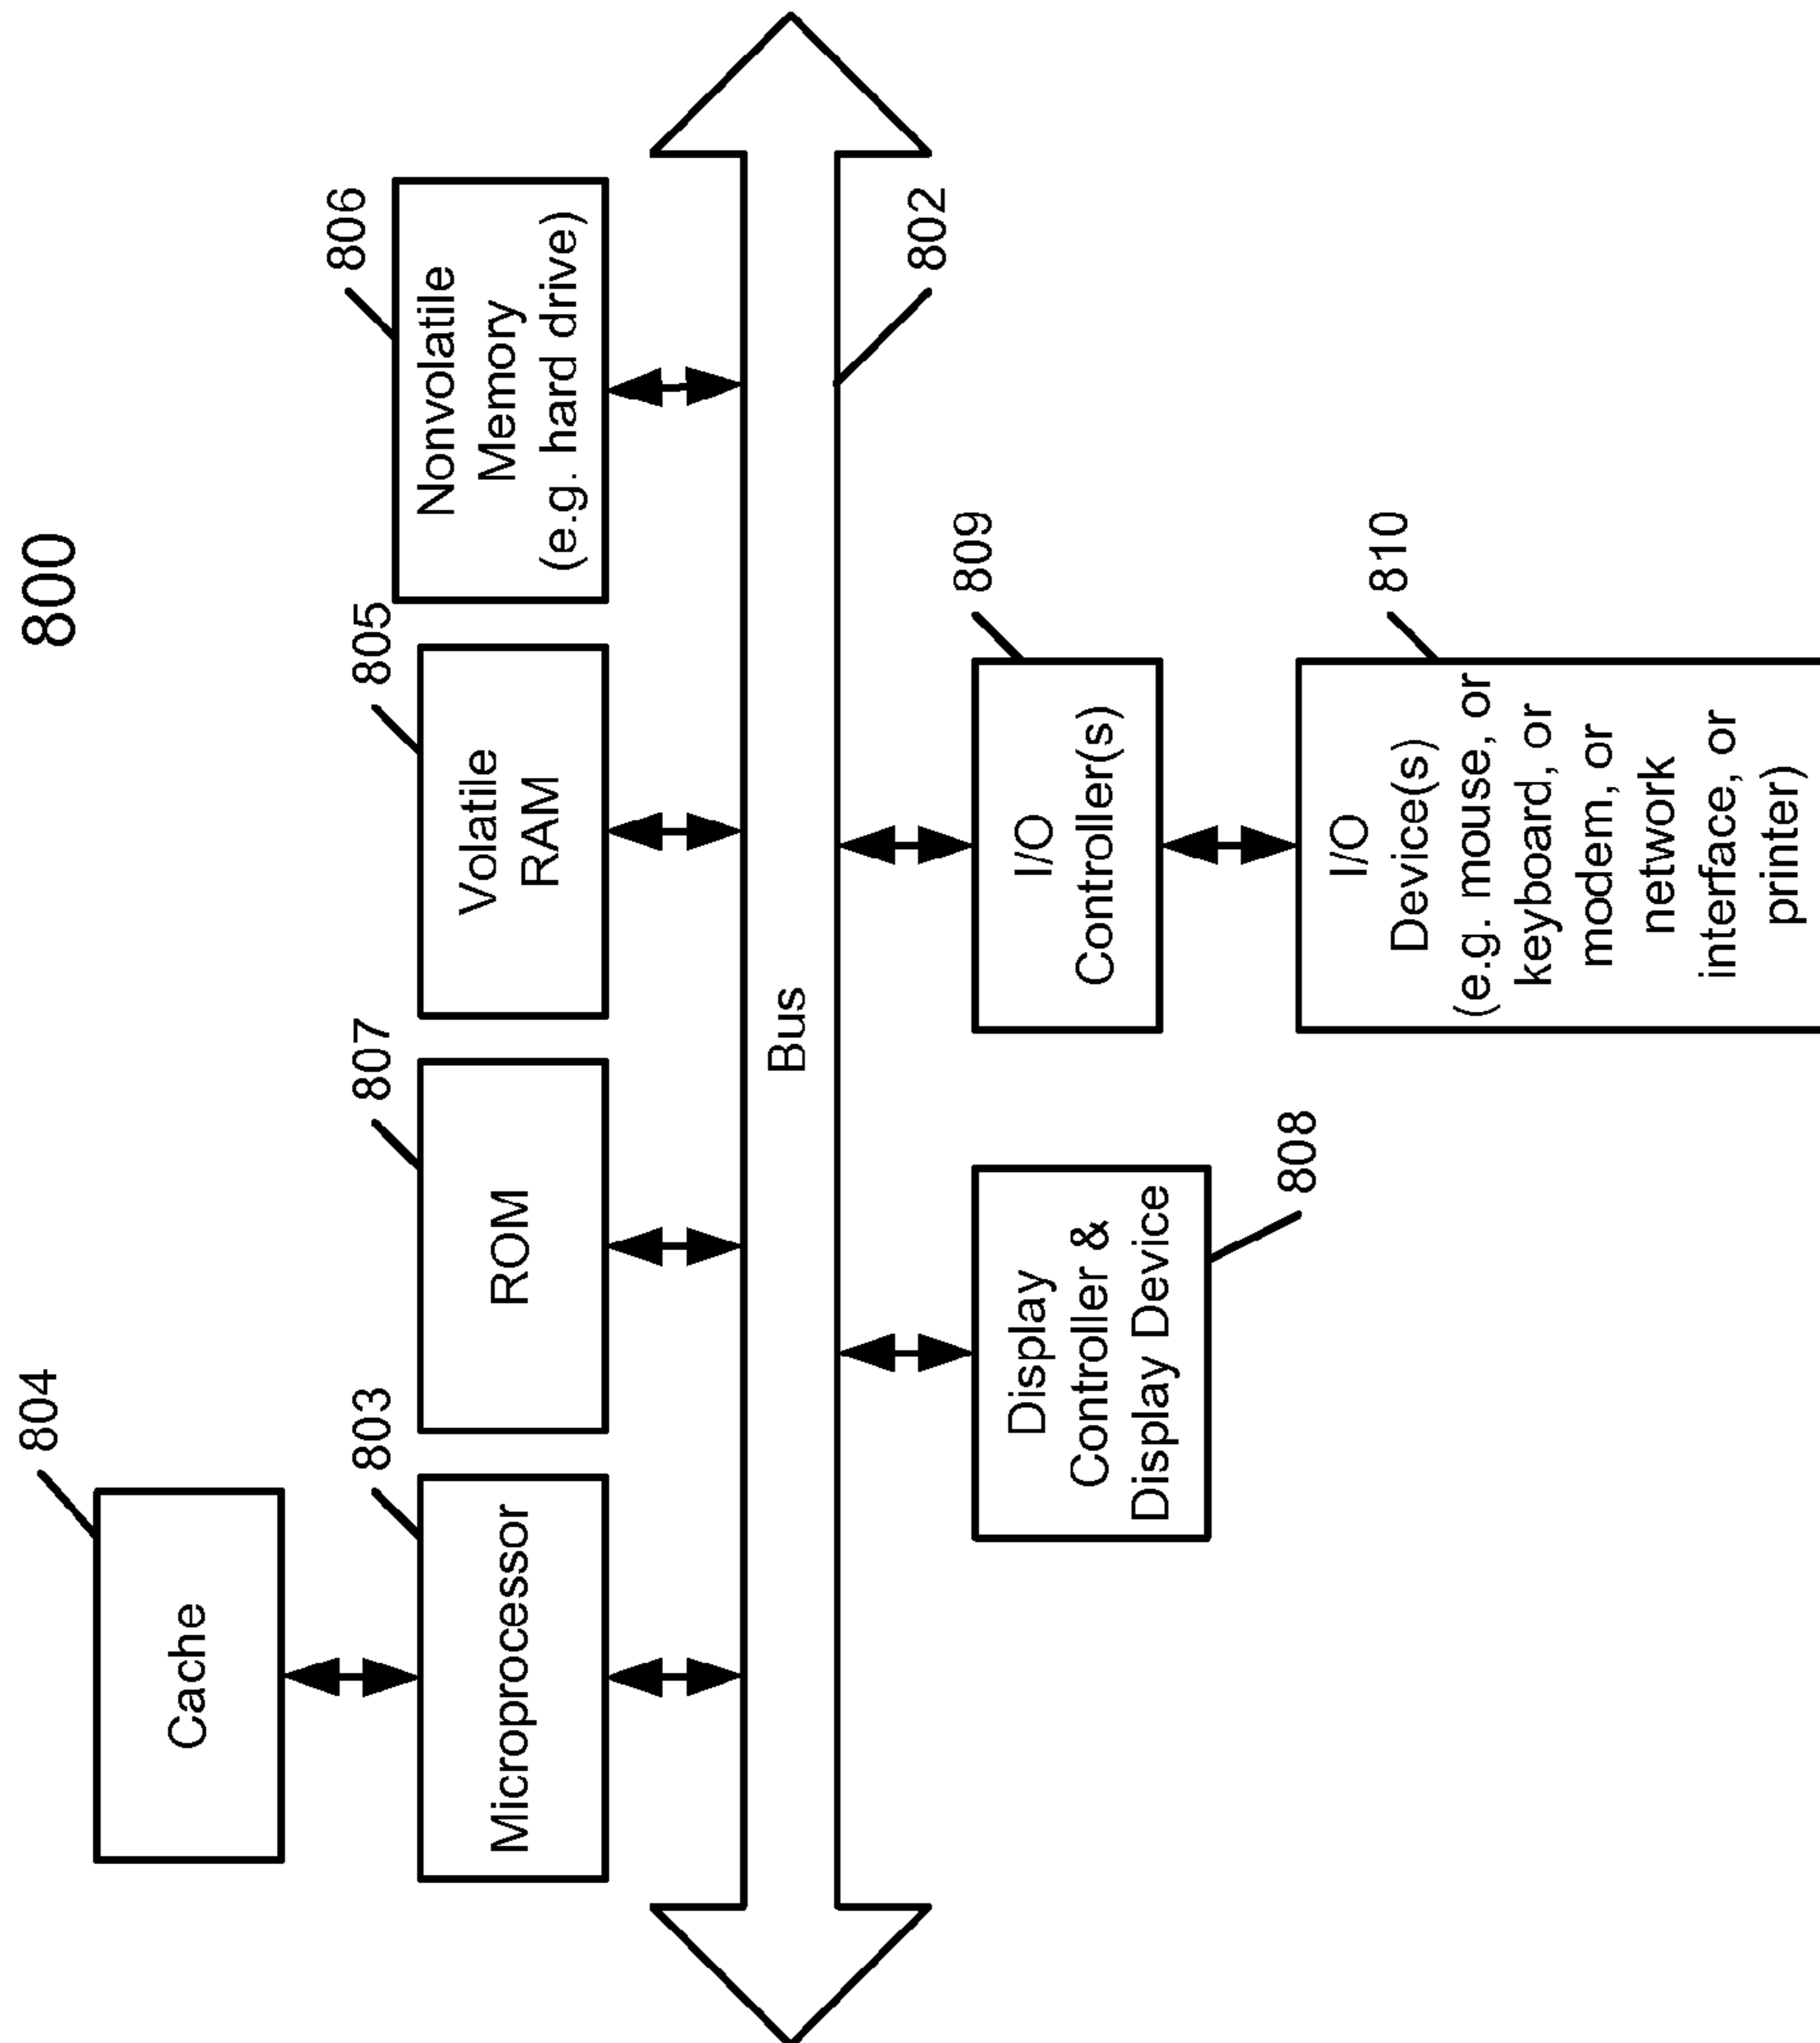 800
804
Cache
803
Microprocessor
807
ROM
805
Volatile
RAM
806
Nonvolatile
Memory
(e.g. hard drive)
Bus
802
Display
Controller &
Display Device
808
809
I/O
Controller(s)
810
I/O
Device(s)
(e.g. mouse, or
keyboard, or
modem, or
network
interface, or
printer)